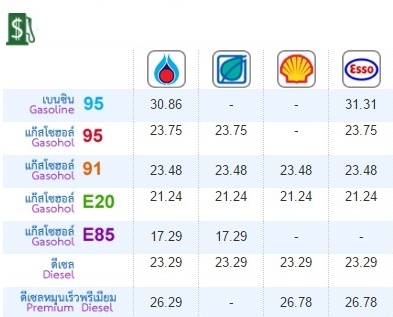 $
Esso
เบนซิน 95 30.86 - - 31.31
Gasoline
แก๊สโซฮอล์ 95 23.75 23.75 - 23.75
Gasohol
แก๊สโซฮอล์ 91 23.48 23.48 23.48 23.48
Gasohol
แก๊สโซฮอล์ E20 21.24 21.24 21.24 21.24
Gasohol
แก๊สโซฮอล์ E85 17.29 17.29 - -
Gasohol
ดีเซล 23.29 23.29 23.29 23.29
Diesel
ดีเซลหมุนเร็วพรีเมียม 26.29 - 26.78 26.78
Premium Diesel